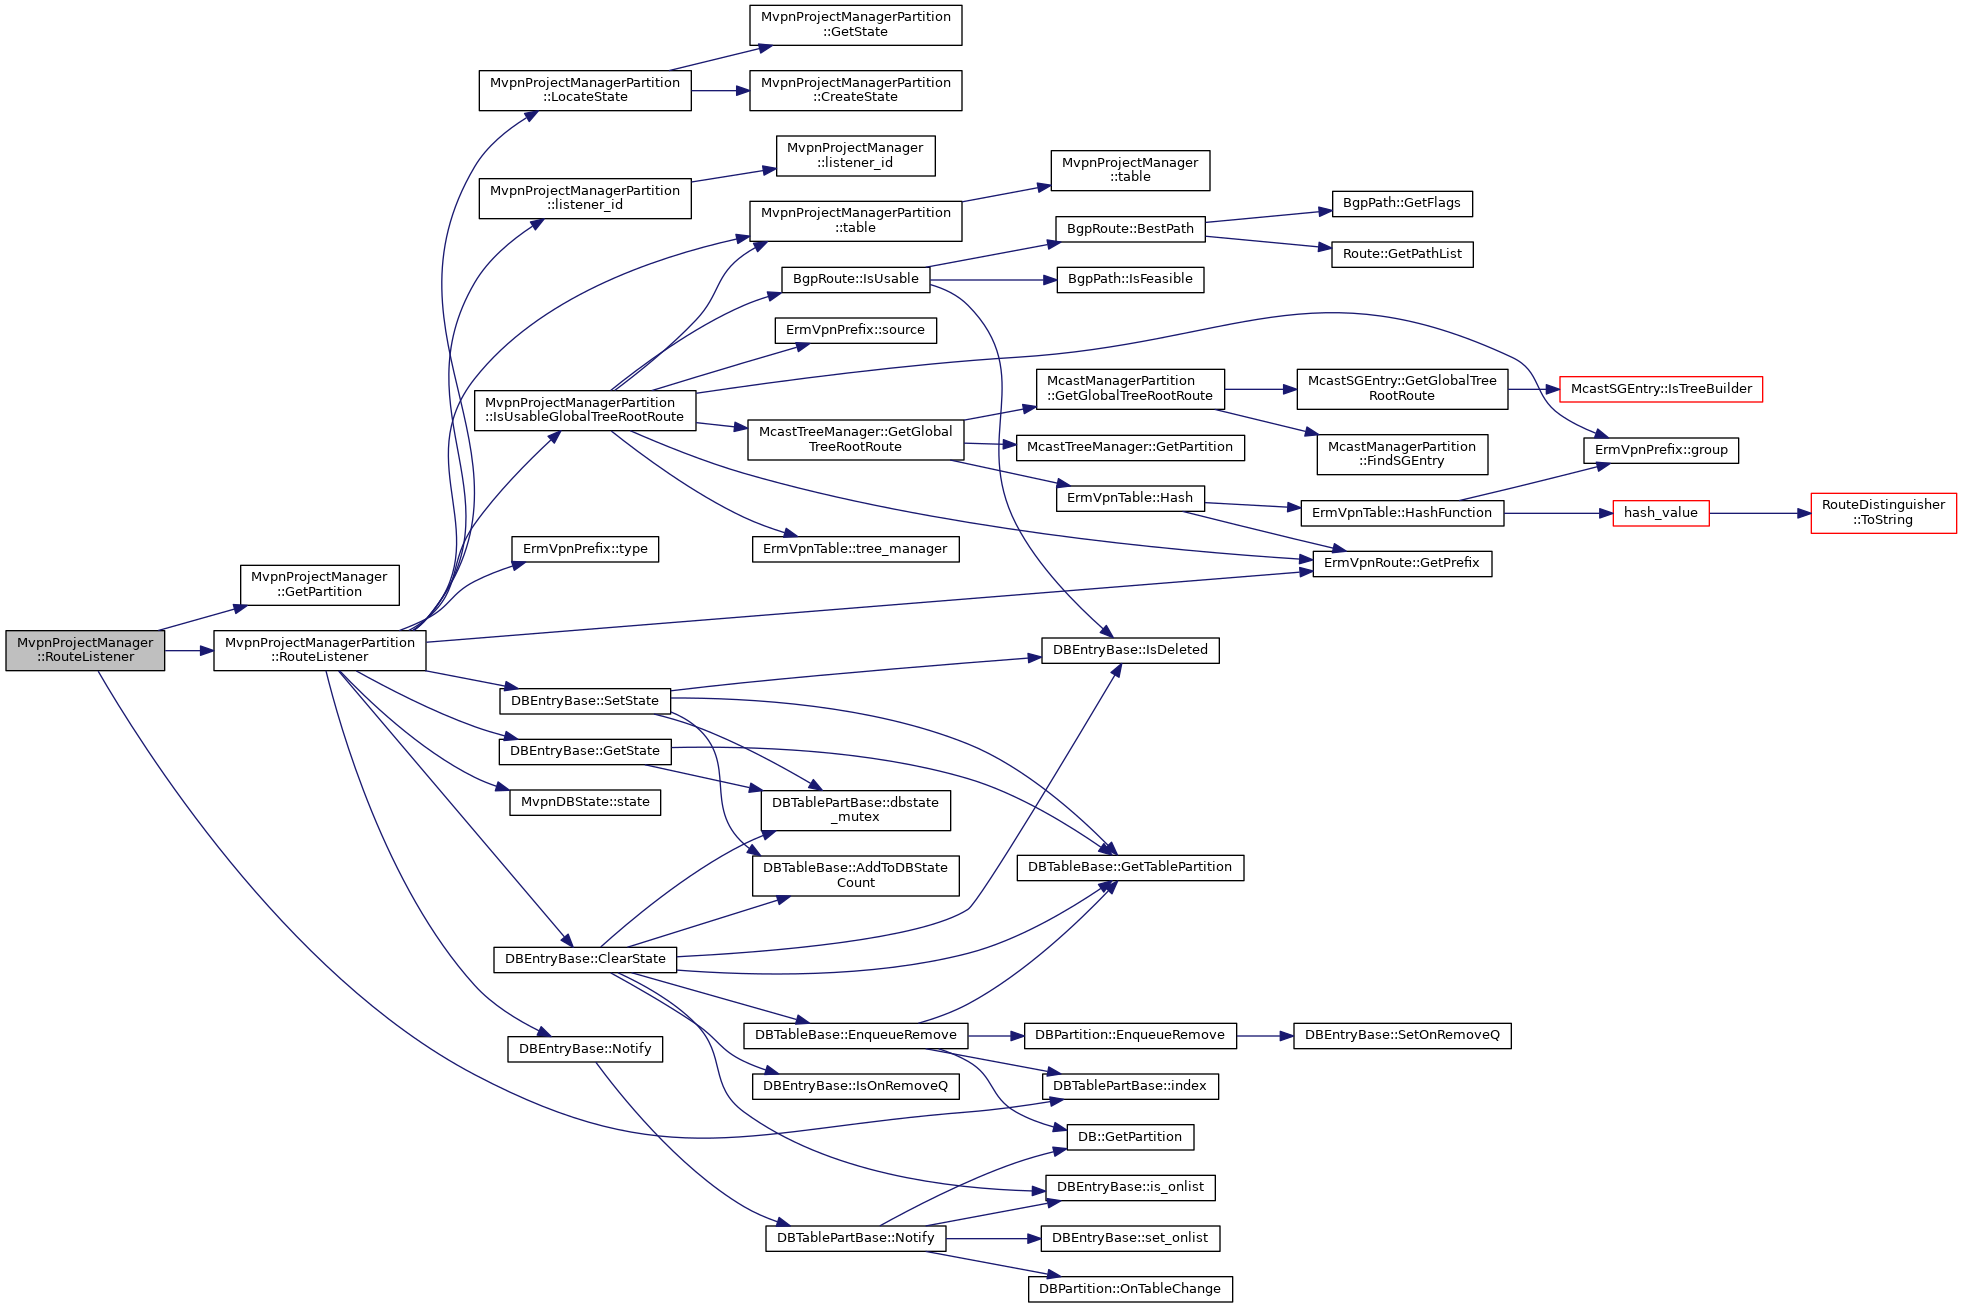 MvpnProjectManager
::RouteListener
MvpnProjectManager
::GetPartition
MvpnProjectManagerPartition
::RouteListener
MvpnProjectManagerPartition
::LocateState
MvpnProjectManagerPartition
::listener_id
MvpnProjectManagerPartition
::IsUsableGlobalTreeRootRoute
ErmVpnPrefix::type
DBEntryBase::SetState
DBEntryBase::GetState
MvpnDBState::state
DBEntryBase::ClearState
DBEntryBase::Notify
MvpnProjectManagerPartition
::GetState
MvpnProjectManagerPartition
::CreateState
MvpnProjectManager
::listener_id
MvpnProjectManagerPartition
::table
BgpRoute::IsUsable
ErmVpnPrefix::source
McastTreeManager::GetGlobal
TreeRootRoute
ErmVpnTable::tree_manager
DBTablePartBase::dbstate
_mutex
DBTableBase::AddToDBState
Count
DBTableBase::EnqueueRemove
DBEntryBase::IsOnRemoveQ
DBTablePartBase::Notify
MvpnProjectManager
::table
BgpRoute::BestPath
BgpPath::IsFeasible
McastManagerPartition
::GetGlobalTreeRootRoute
McastTreeManager::GetPartition
ErmVpnTable::Hash
DBEntryBase::IsDeleted
DBTableBase::GetTablePartition
DBPartition::EnqueueRemove
DBTablePartBase::index
DB::GetPartition
DBEntryBase::is_onlist
DBEntryBase::set_onlist
DBPartition::OnTableChange
BgpPath::GetFlags
Route::GetPathList
McastSGEntry::GetGlobalTree
RootRoute
McastManagerPartition
::FindSGEntry
ErmVpnTable::HashFunction
ErmVpnRoute::GetPrefix
DBEntryBase::SetOnRemoveQ
McastSGEntry::IsTreeBuilder
ErmVpnPrefix::group
hash_value
RouteDistinguisher
::ToString